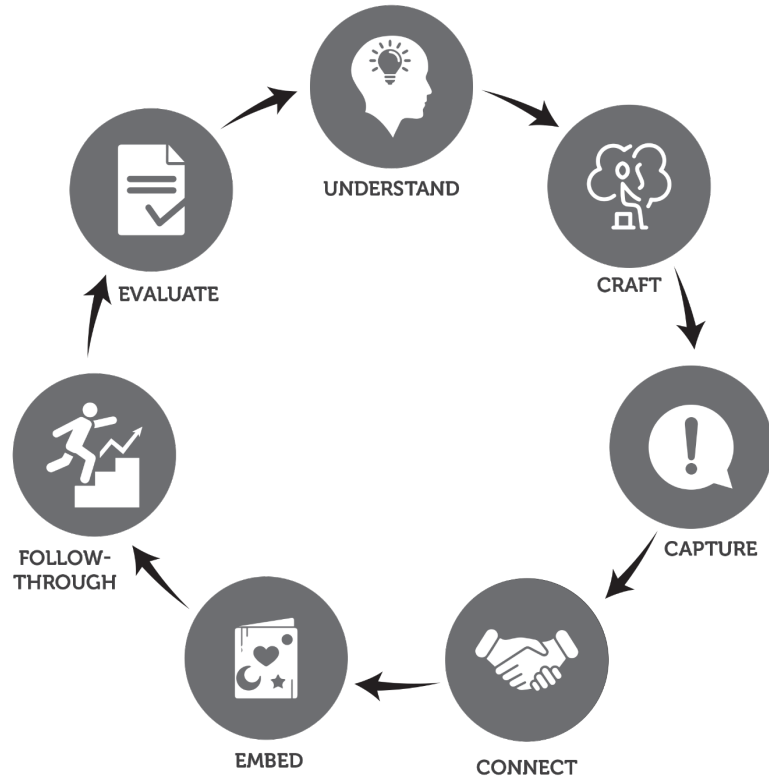 UNDERSTAND
CRAFT
CAPTURE
CONNECT
EMBED
FOLLOW-
THROUGH
EVALUATE